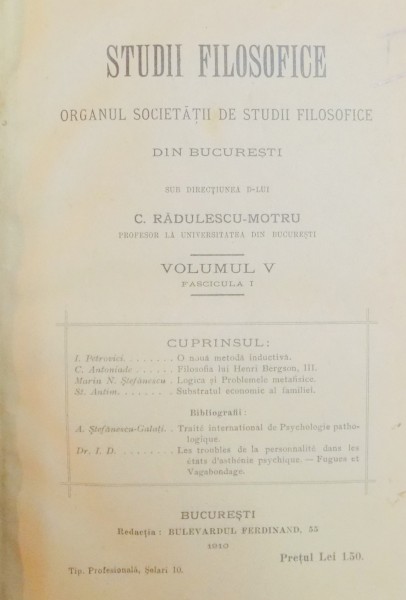 STUDII FILOSOFICE
ORGANUL SOCIETĂȚII DE STUDII FILOSOFICE
DIN BUCUREȘTI
SUB DIRECȚIUNEA D-LUI
C. RĂDULESCU-MOTRU
PROFESOR LA UNIVERSITATEA DIN BUCUREȘTI
VOLUMUL V
FASCICULA I
CUPRINSUL:
I. Petrovici. . . . . . . . O nouă metodă inductivă.
C. Antoniade . . . . . . Filosofia lui Henri Bergson, III.
Marin N. Ștefănescu . Logica și Problemele metafizice.
St. Antim. . . . . . . . Substratul economic al familiei.
Bibliografii :
A. Ștefănescu-Galați. . Traité international de Psychologie patho-
logique.
Dr. I. D. . . . . . . . . Les troubles de la personnalité dans les
états d'asthénie psychique. — Fugues et
Vagabondage.
BUCUREȘTI
Redacția : BULEVARDUL FERDINAND, 55
1910
Prețul Lei 1.50.
Tip. Profesională, Șelari 10.